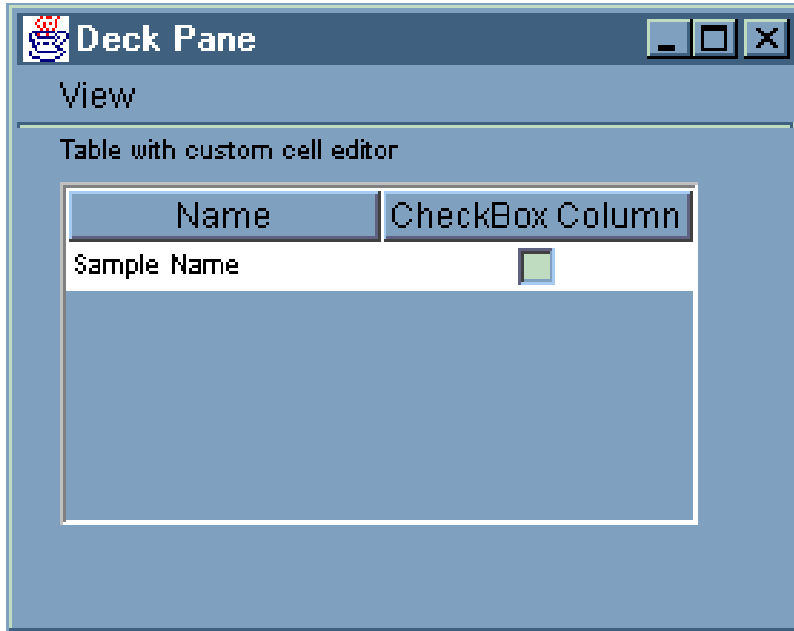 Deck Pane
View
Table with custom cell editor
Name CheckBox Column
Sample Name